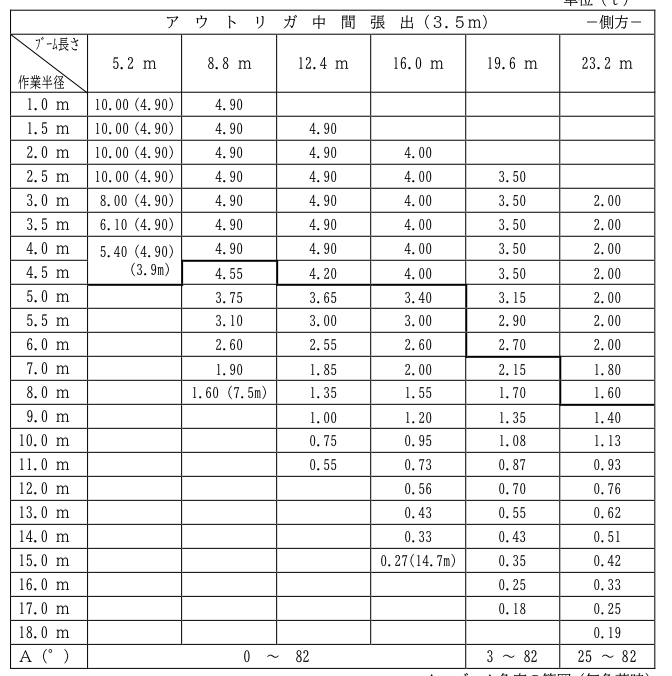 単位（ｔ）
アウトリガ中間張出(3.5m) －側方－
ﾌﾞｰﾑ長さ
作業半径 5.2 m 8.8 m 12.4 m 16.0 m 19.6 m 23.2 m
1.0 m 10.00(4.90) 4.90
1.5 m 10.00(4.90) 4.90 4.90
2.0 m 10.00(4.90) 4.90 4.90 4.00
2.5 m 10.00(4.90) 4.90 4.90 4.00 3.50
3.0 m 8.00(4.90) 4.90 4.90 4.00 3.50 2.00
3.5 m 6.10(4.90) 4.90 4.90 4.00 3.50 2.00
4.0 m 5.40(4.90) 4.90 4.90 4.00 3.50 2.00
4.5 m (3.9m) 4.55 4.20 4.00 3.50 2.00
5.0 m 3.75 3.65 3.40 3.15 2.00
5.5 m 3.10 3.00 3.00 2.90 2.00
6.0 m 2.60 2.55 2.60 2.70 2.00
7.0 m 1.90 1.85 2.00 2.15 1.80
8.0 m 1.60 (7.5m) 1.35 1.55 1.70 1.60
9.0 m 1.00 1.20 1.35 1.40
10.0 m 0.75 0.95 1.08 1.13
11.0 m 0.55 0.73 0.87 0.93
12.0 m 0.56 0.70 0.76
13.0 m 0.43 0.55 0.62
14.0 m 0.33 0.43 0.51
15.0 m 0.27(14.7m) 0.35 0.42
16.0 m 0.25 0.33
17.0 m 0.18 0.25
18.0 m 0.19
A (°) 0 ～ 82 3 ～ 82 25 ～ 82